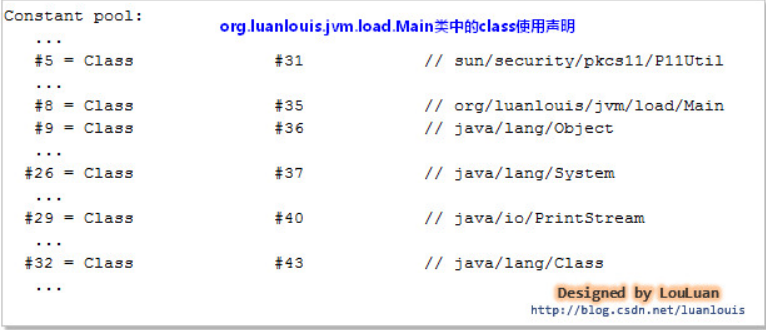 Constant pool:
org.luanlouis.jvm.load.Main类中的class使用声明
...
#5 = Class #31 // sun/security/pkcs11/P11Util
...
#8 = Class #35 // org/luanlouis/jvm/load/Main
#9 = Class #36 // java/lang/Object
...
#26 = Class #37 // java/lang/System
...
#29 = Class #40 // java/io/PrintStream
...
#32 = Class #43 // java/lang/Class
...
Designed by LouLuan
http://blog.csdn.net/luanlouis